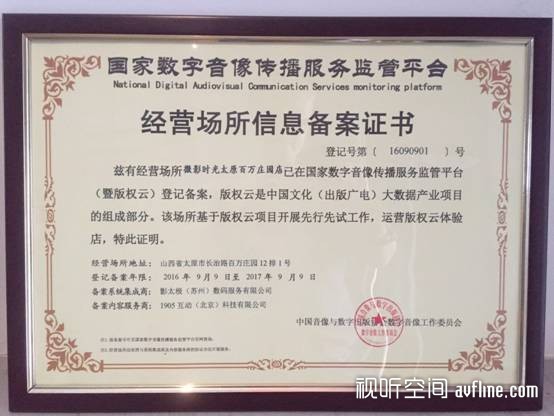 国家数字音像传播服务监管平台
National Digital Audiovisual Communication Services monitoring platform
经营场所信息备案证书
登记号第〔 16090901 〕号
兹有经营场所微影时光太原百万庄园店已在国家数字音像传播服务监管平台
（暨版权云）登记备案，版权云是中国文化（出版广电）大数据产业项目
的组成部分。该场所基于版权云项目开展先行先试工作，运营版权云体验
店，特此证明。
经营场所地址：山西省太原市长治路百万庄园12排1号
登记备案年限：2016 年 9月 9日至 2017 年 9月 9日
备案系统集成商：影太极（苏州）数码服务有限公司
备案内容服务商：1905互动（北京）科技有限公司
中国音像与数字出版协会数字音像工作委员会
视听空间 avfline.com